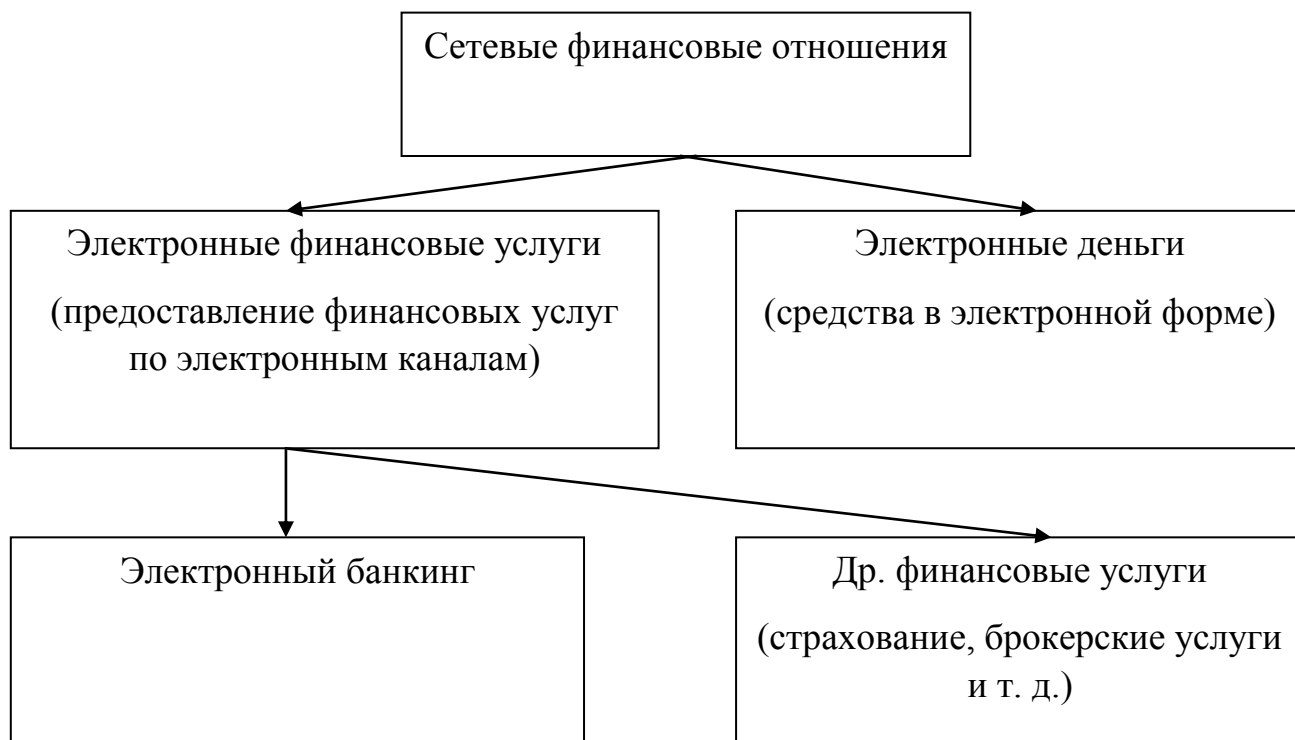 Сетевые финансовые отношения
Электронные финансовые услуги
(предоставление финансовых услуг
по электронным каналам)
Электронные деньги
(средства в электронной форме)
Электронный банкинг
Др. финансовые услуги
(страхование, брокерские услуги
и т. д.)